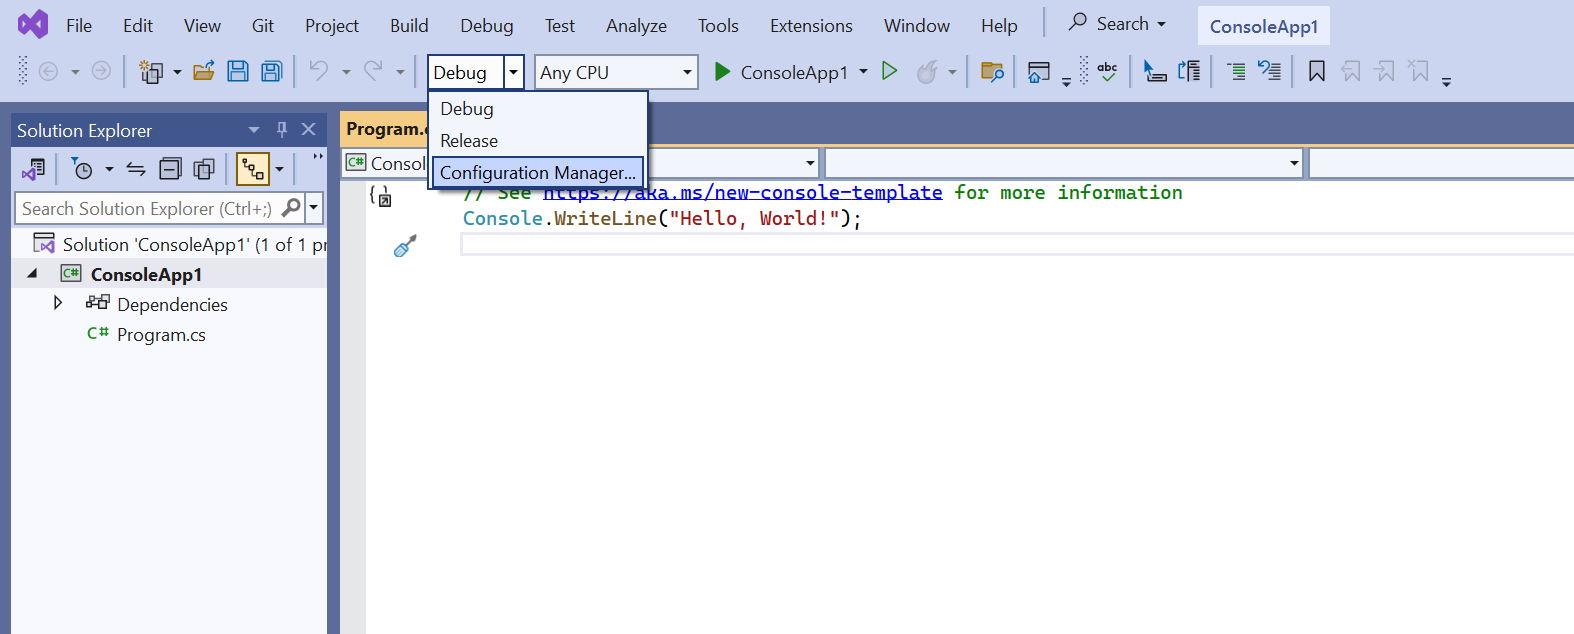 File Edit View Git Project Build Debug Test Analyze Tools Extensions Window Help Search ConsoleApp1
Debug Any CPU ConsoleApp1 abc
Debug
Release
Configuration Manager...
Solution Explorer
Search Solution Explorer (Ctrl+;)
Solution 'ConsoleApp1' (1 of 1 pr
C# ConsoleApp1
Dependencies
C# Program.cs
Program.
C# Consol
// See https://aka.ms/new-console-template for more information
Console.WriteLine("Hello, World!");